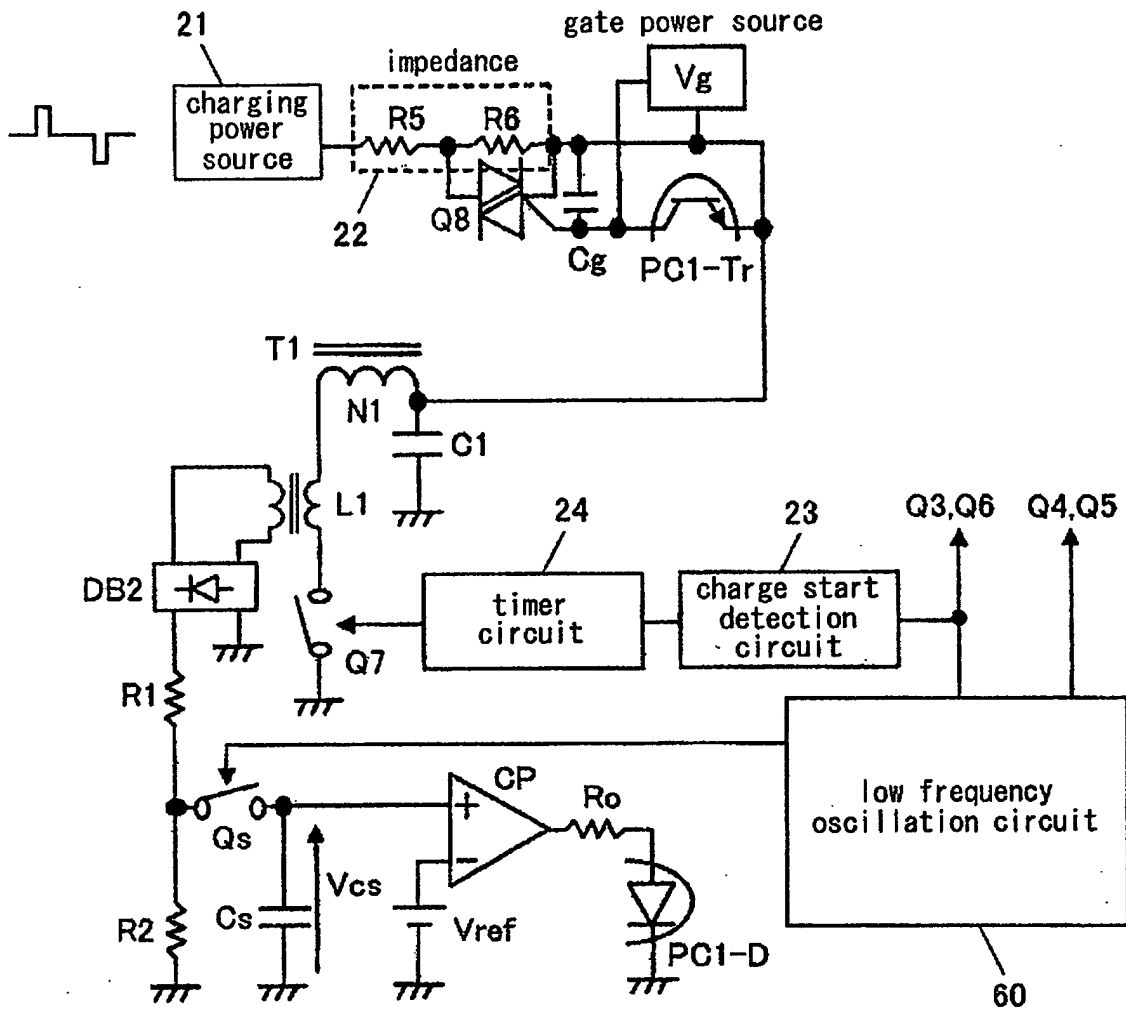 gate power source
21
impedance
Vg
charging
power
source
R5
R6
Q8
22
Cg
PC1-Tr
T1
N1
C1
L1
24
23
Q3,Q6
Q4,Q5
DB2
timer
circuit
charge start
detection
circuit
Q7
R1
CP
Ro
low frequency
oscillation circuit
Qs
+
−
Vcs
R2
Cs
Vref
PC1-D
60